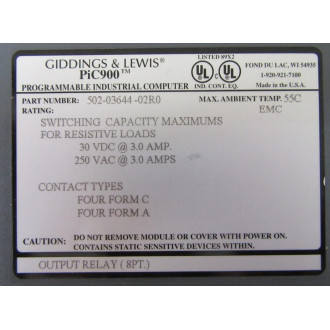 GIDDINGS & LEWIS®
PiC900™
PROGRAMMABLE INDUSTRIAL COMPUTER
LISTED 89X2
UL UL
IND. CONT. EQ.
FOND DU LAC, WI 54935
1-920-921-7100
Made in the U.S.A.
PART NUMBER: 502-03644-02R0
MAX. AMBIENT TEMP. 55C
RATING:
EMC
SWITCHING CAPACITY MAXIMUMS
FOR RESISTIVE LOADS
30 VDC @ 3.0 AMP.
250 VAC @ 3.0 AMPS
CONTACT TYPES
FOUR FORM C
FOUR FORM A
CAUTION: DO NOT REMOVE MODULE OR COVER WITH POWER ON.
CONTAINS STATIC SENSITIVE DEVICES WITHIN.
OUTPUT RELAY ( 8PT.)